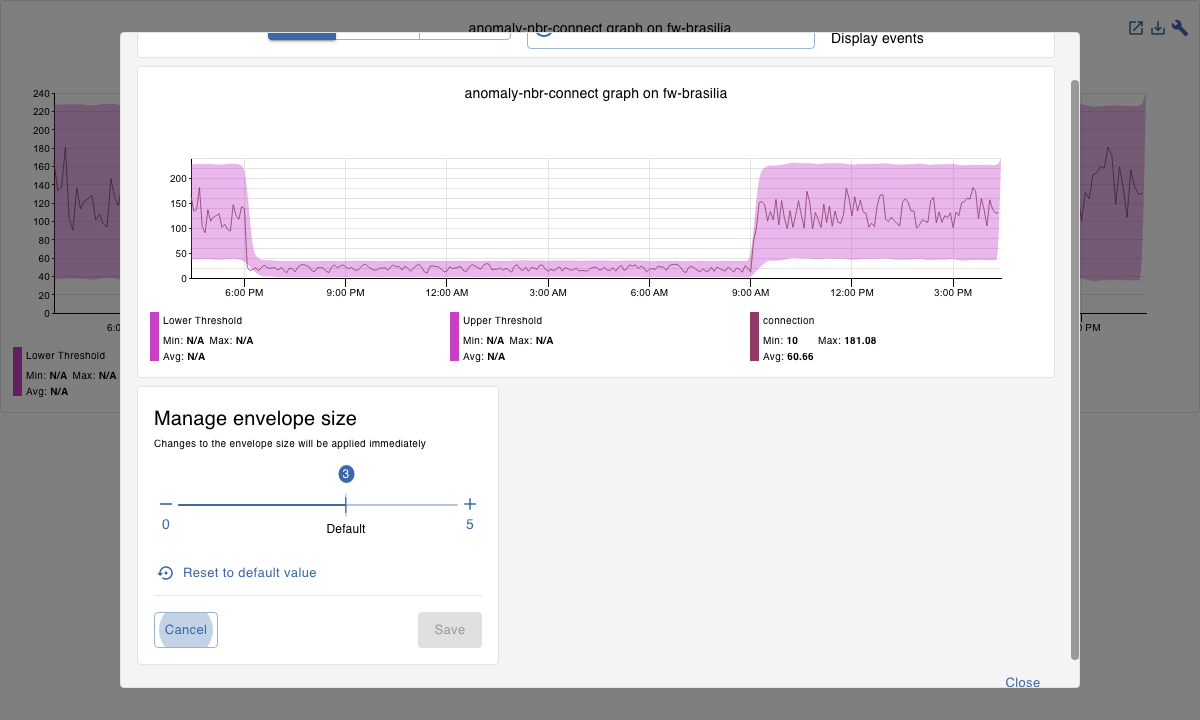 anomaly-nbr-connect graph on fw-brasilia
Display events
anomaly-nbr-connect graph on fw-brasilia
240
220
200
180
160
140
120
100
80
60
40
20
0
6:0
Lower Threshold
Min: N/A Max: N/A
Avg: N/A
200
150
100
50
0
6:00 PM 9:00 PM 12:00 AM 3:00 AM 6:00 AM 9:00 AM 12:00 PM 3:00 PM
Lower Threshold
Min: N/A Max: N/A
Avg: N/A
Upper Threshold
Min: N/A Max: N/A
Avg: N/A
connection
Min: 10 Max: 181.08
Avg: 60.66
PM
Manage envelope size
Changes to the envelope size will be applied immediately
3
0 5
Default
Reset to default value
Cancel Save
Close